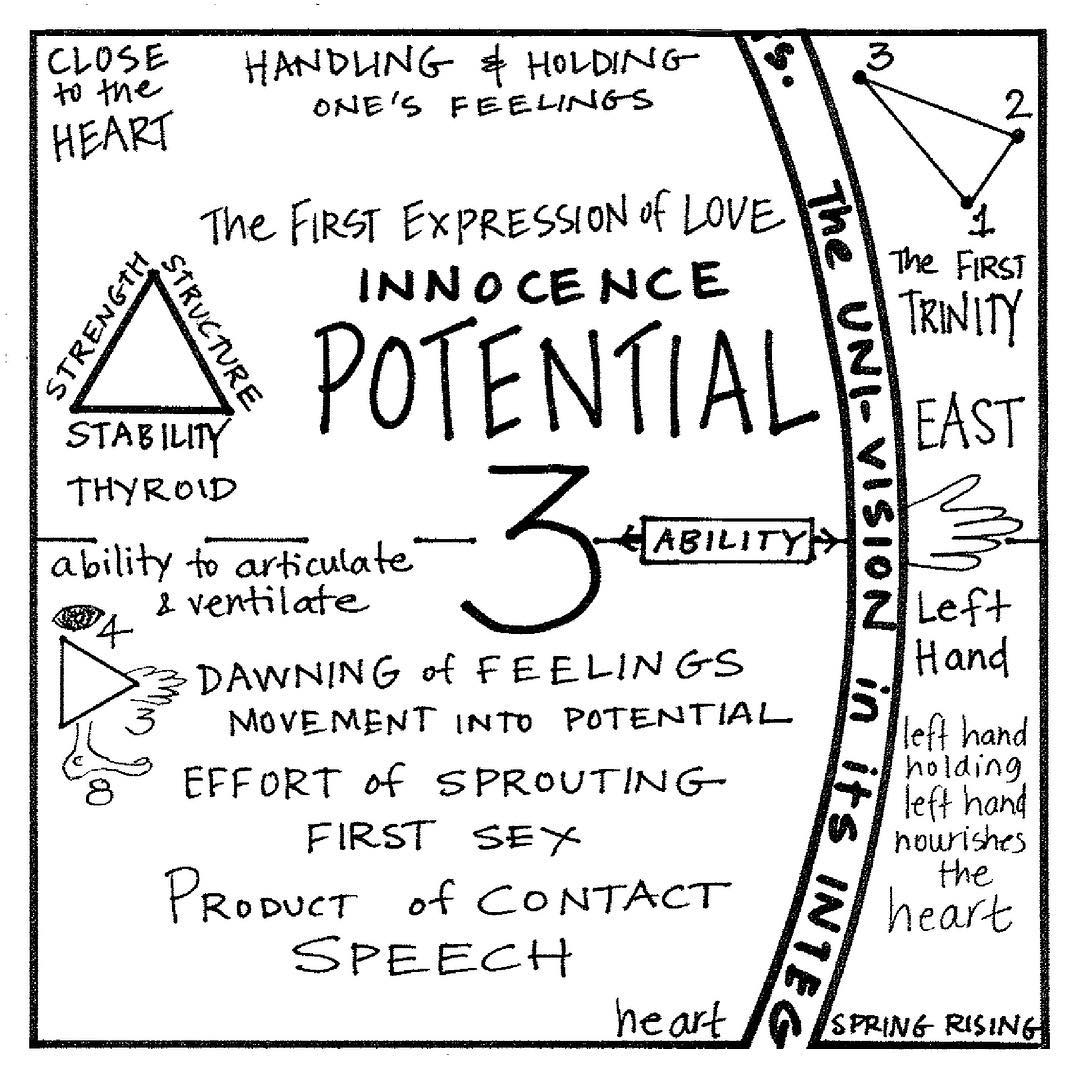 CLOSE
to the
HEART
HANDLING & HOLDING
ONE'S FEELINGS
The FIRST EXPRESSION of LOVE
INNOCENCE
POTENTIAL
STRENGTH
STRUCTURE
STABILITY
THYROID
3
ABILITY
ability to articulate
& ventilate
4
3
8
DAWNING of FEELINGS
MOVEMENT INTO POTENTIAL
EFFORT of SPROUTING
FIRST SEX
PRODUCT of CONTACT
SPEECH
heart
The UNI-VISION in its INTEG
3
2
1
The FIRST
TRINITY
EAST
Left
Hand
left hand
holding
left hand
nourishes
the
heart
SPRING RISING